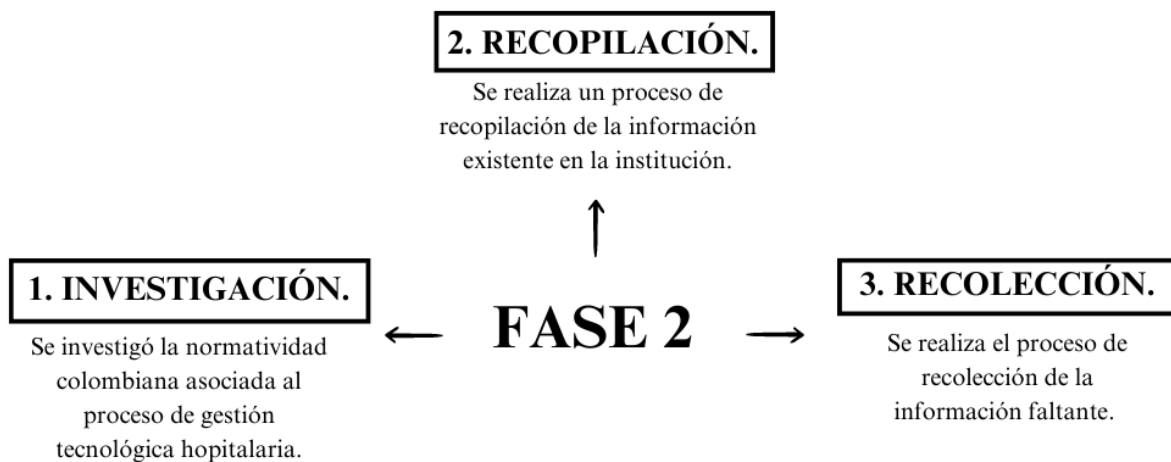 2. RECOPILACIÓN.
Se realiza un proceso de
recopilación de la información
existente en la institución.
1. INVESTIGACIÓN.
Se investigó la normatividad
colombiana asociada al
proceso de gestión
tecnológica hopitalaria.
FASE 2
3. RECOLECCIÓN.
Se realiza el proceso de
recolección de la
información faltante.